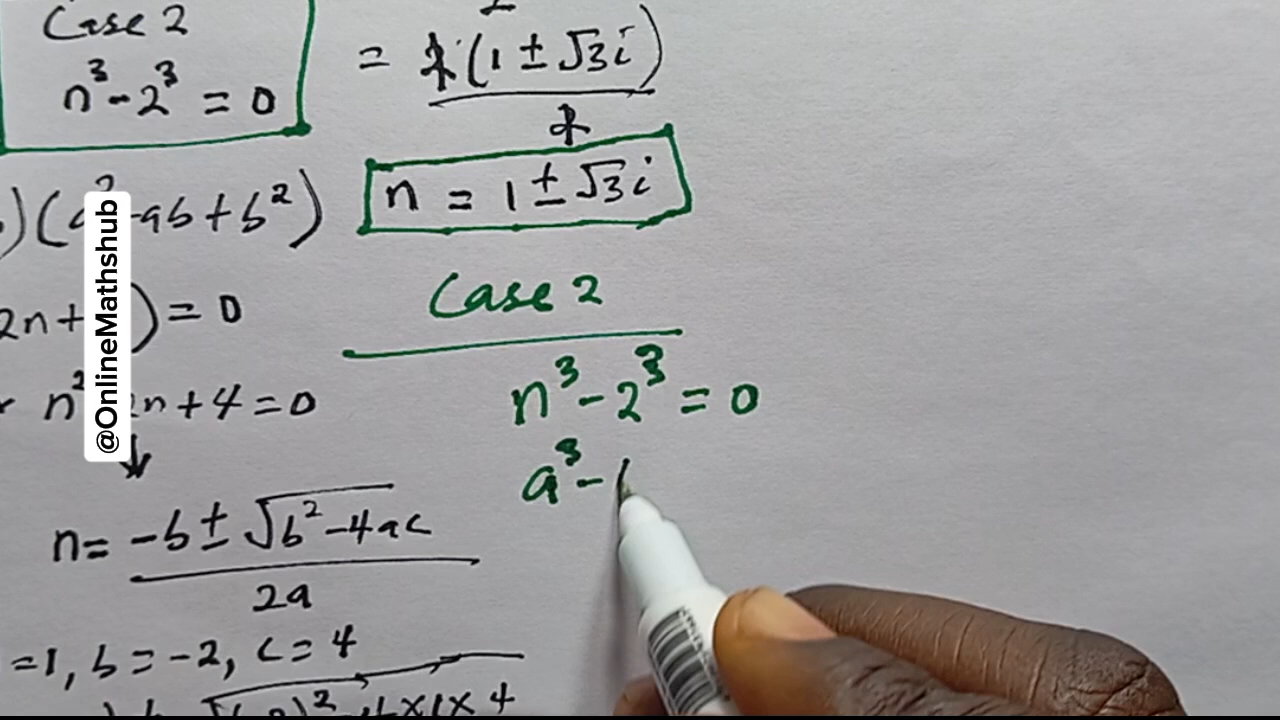 Case 2
n³ - 2³ = 0
)(a² - ab + b²)
2n + ) = 0
n² 2n + 4 = 0
n = -b ± √b² - 4ac
2a
= 1, b = -2, c = 4
= 2(1 ± √3i)
2
n = 1 ± √3i
Case 2
n³ - 2³ = 0
a³ -
@OnlineMathshub